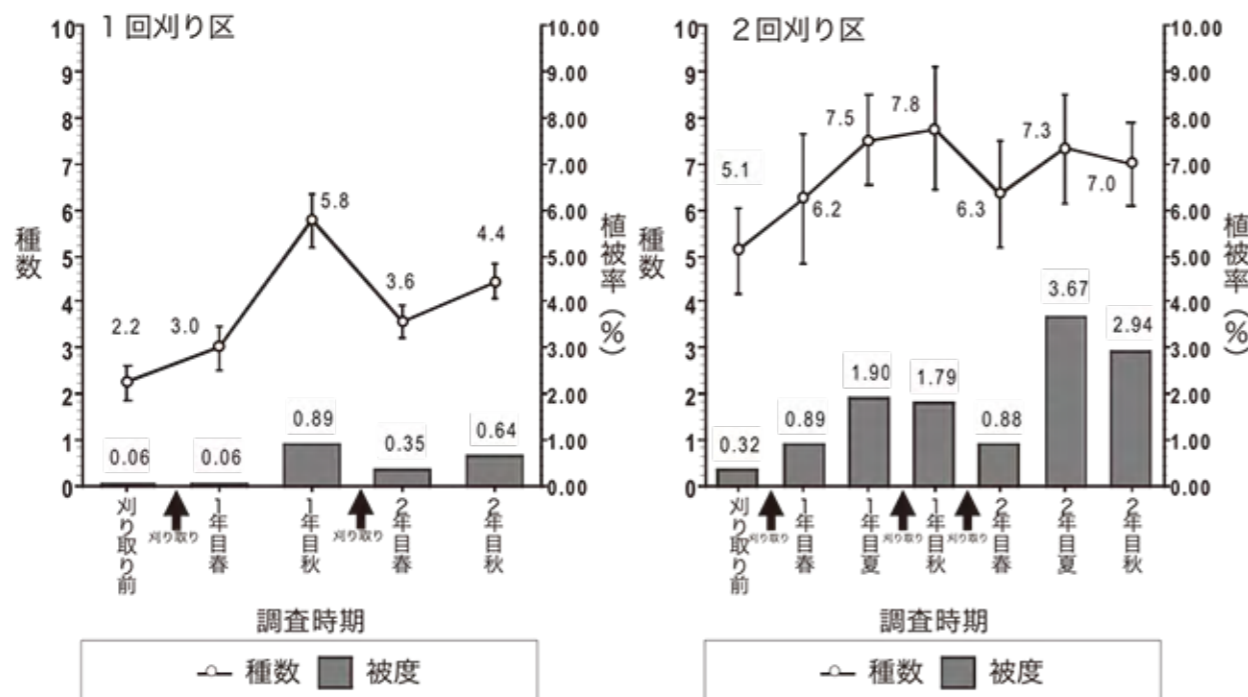 1回刈り区
10
9
8
7
6
5
4
3
2
1
0
種数
10.00
9.00
8.00
7.00
6.00
5.00
4.00
3.00
2.00
1.00
0.00
植被率(%)
2.2
3.0
5.8
3.6
4.4
0.06
0.06
0.89
0.35
0.64
刈り取り前
刈り取り
1年目春
1年目秋
刈り取り
2年目春
2年目秋
調査時期
種数
被度
2回刈り区
10
9
8
7
6
5
4
3
2
1
0
種数
10.00
9.00
8.00
7.00
6.00
5.00
4.00
3.00
2.00
1.00
0.00
植被率(%)
5.1
6.2
7.5
7.8
6.3
7.3
7.0
0.32
0.89
1.90
1.79
0.88
3.67
2.94
刈り取り前
刈り取り
1年目春
1年目夏
刈り取り
1年目秋
刈り取り
2年目春
2年目夏
2年目秋
調査時期
種数
被度